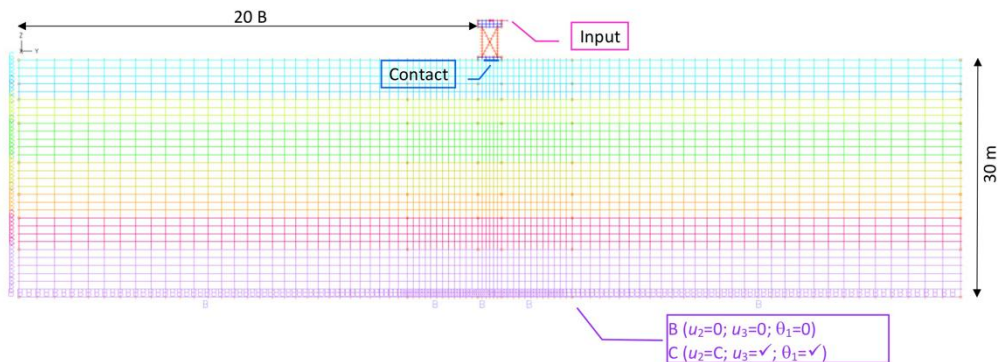 20 B
Input
Z
X
Y
Contact
30 m
B B B B B
B (u₂=0; u₃=0; θ₁=0)
C (u₂=C; u₃=✓; θ₁=✓)